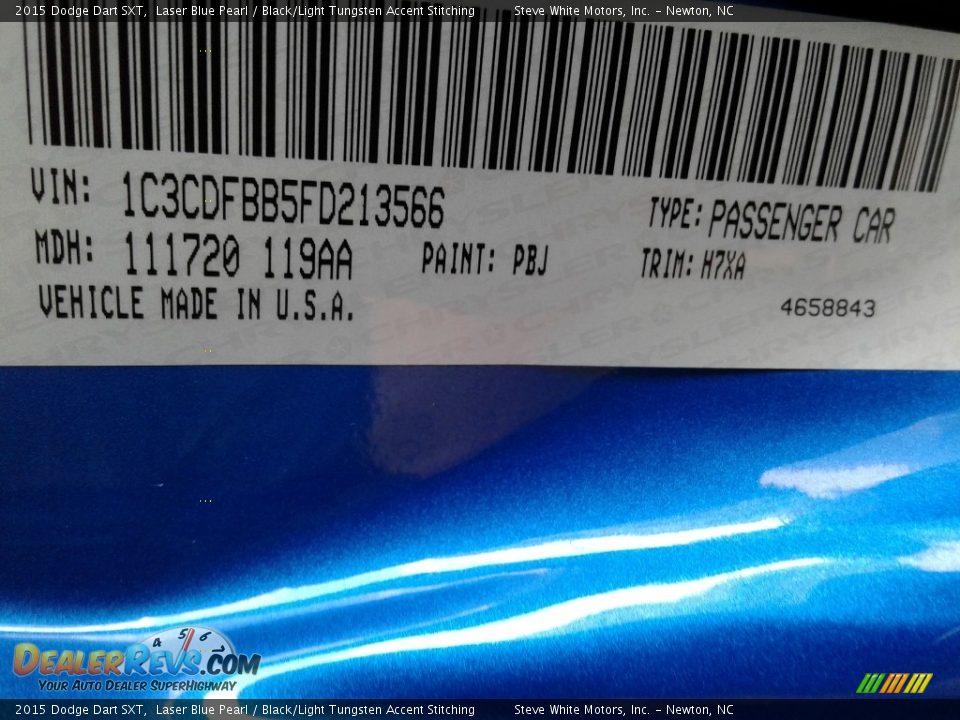 2015 Dodge Dart SXT, Laser Blue Pearl / Black/Light Tungsten Accent Stitching Steve White Motors, Inc. – Newton, NC
VIN: 1C3CDFBB5FD213566 TYPE: PASSENGER CAR
MDH: 111720 119AA PAINT: PBJ TRIM: H7XA
VEHICLE MADE IN U.S.A. 4658843
4 5 6
DEALERREVS.COM
YOUR AUTO DEALER SUPERHIGHWAY
2015 Dodge Dart SXT, Laser Blue Pearl / Black/Light Tungsten Accent Stitching Steve White Motors, Inc. – Newton, NC